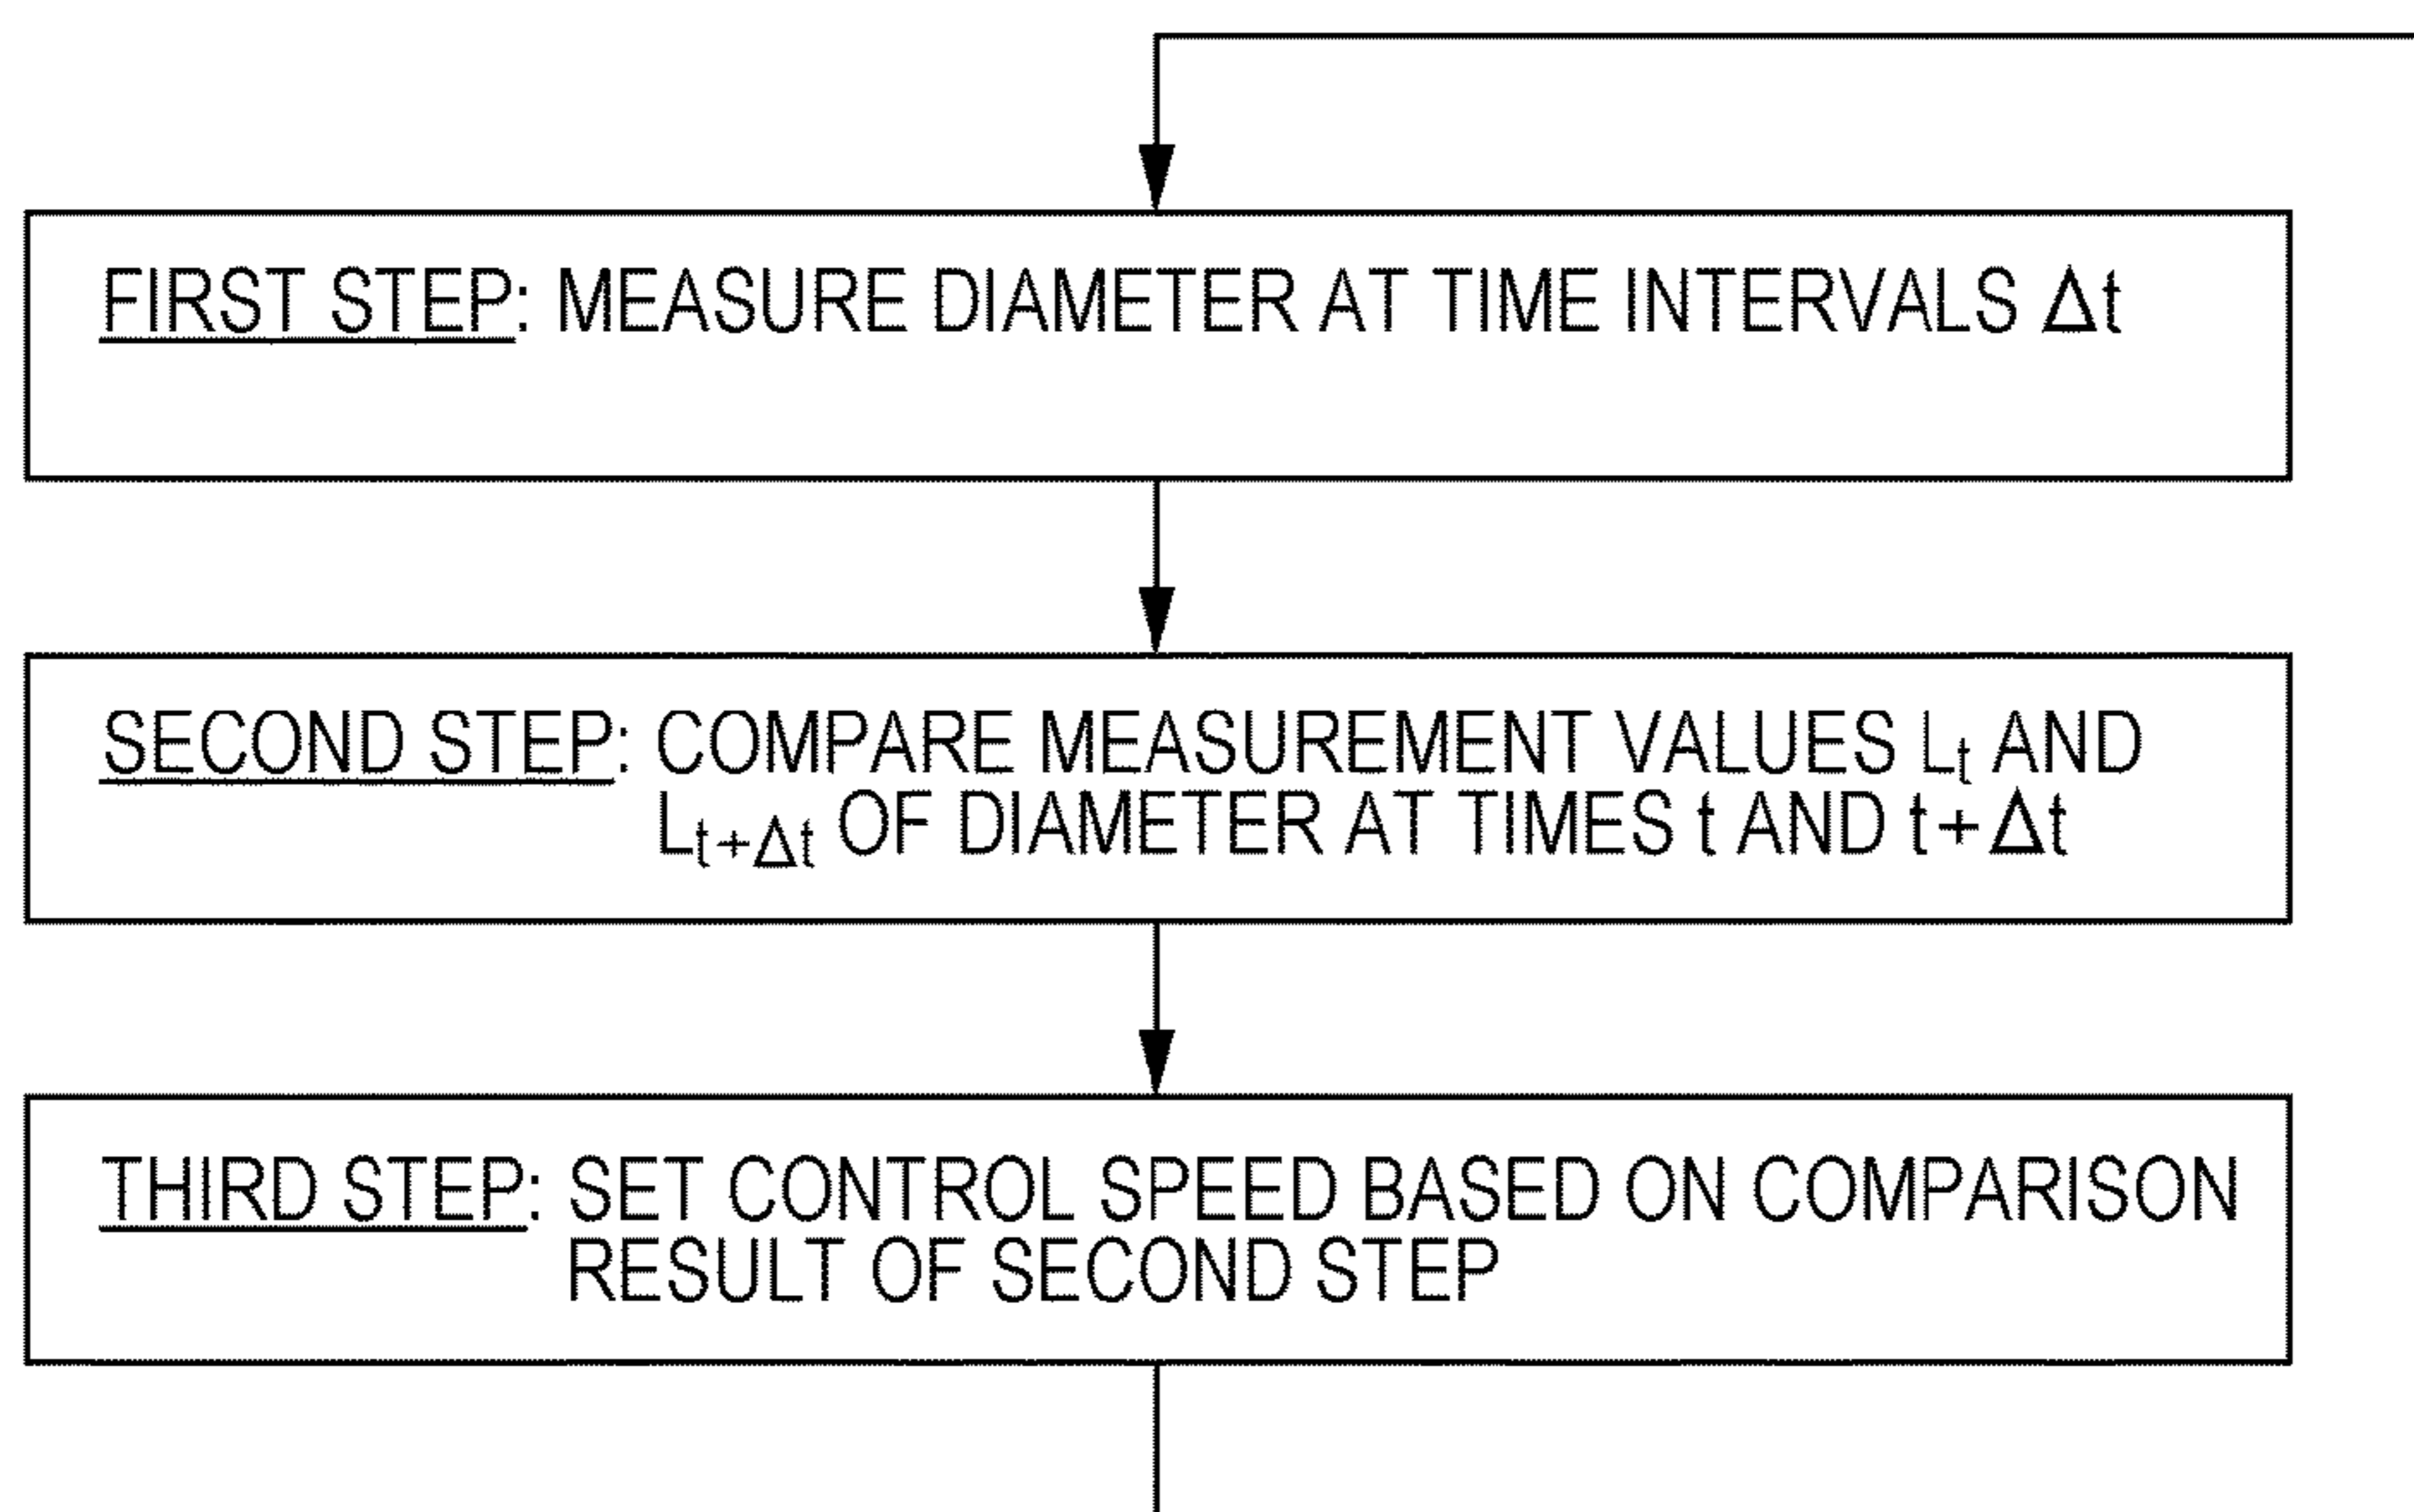 FIRST STEP: MEASURE DIAMETER AT TIME INTERVALS Δt
SECOND STEP: COMPARE MEASUREMENT VALUES Lt AND
Lt+Δt OF DIAMETER AT TIMES t AND t+Δt
THIRD STEP: SET CONTROL SPEED BASED ON COMPARISON
RESULT OF SECOND STEP